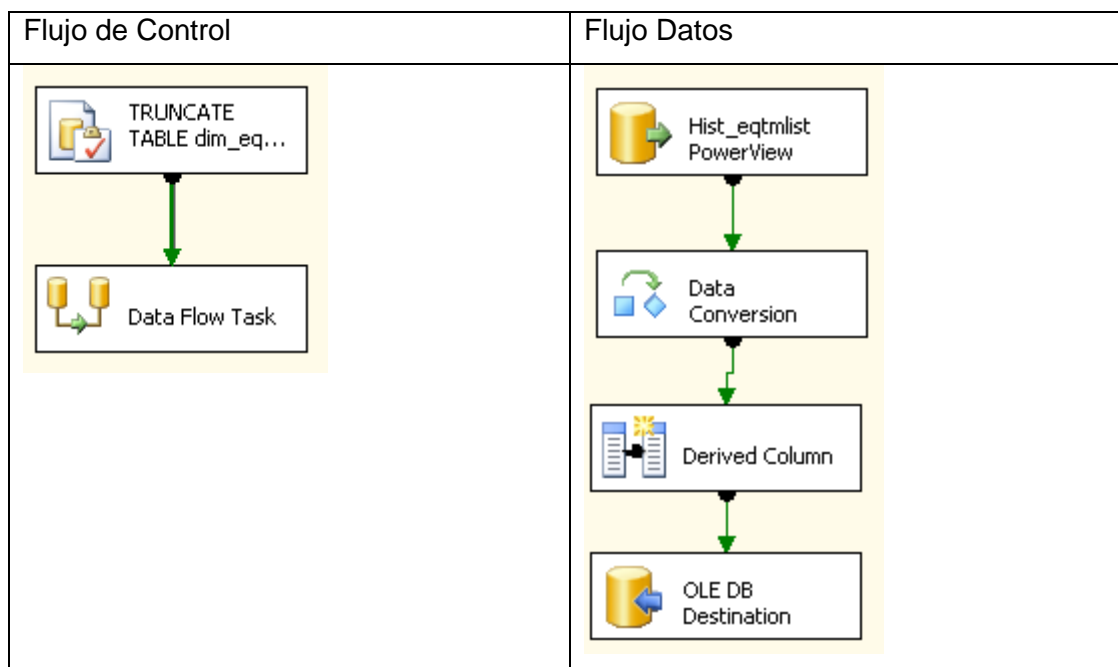 Flujo de Control
Flujo Datos
TRUNCATE
TABLE dim_eq...
Data Flow Task
Hist_eqtmlist
PowerView
Data
Conversion
Derived Column
OLE DB
Destination